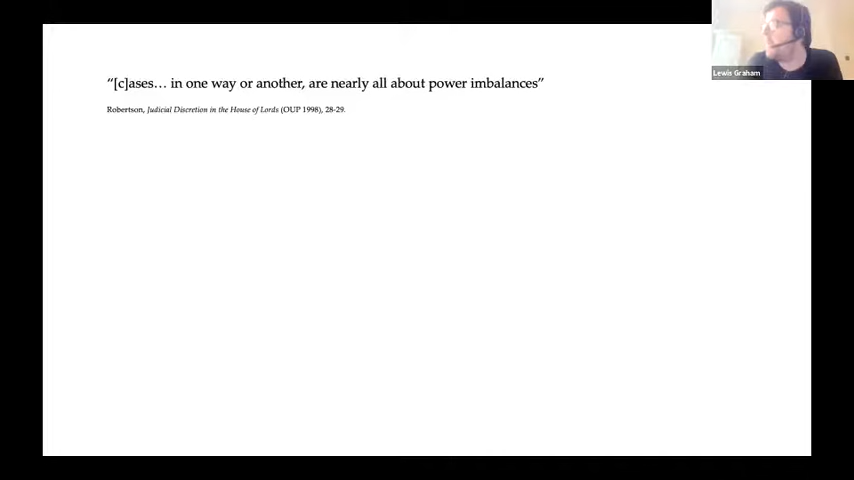 “[c]ases… in one way or another, are nearly all about power imbalances”
Robertson, Judicial Discretion in the House of Lords (OUP 1998), 28-29.
Lewis Graham